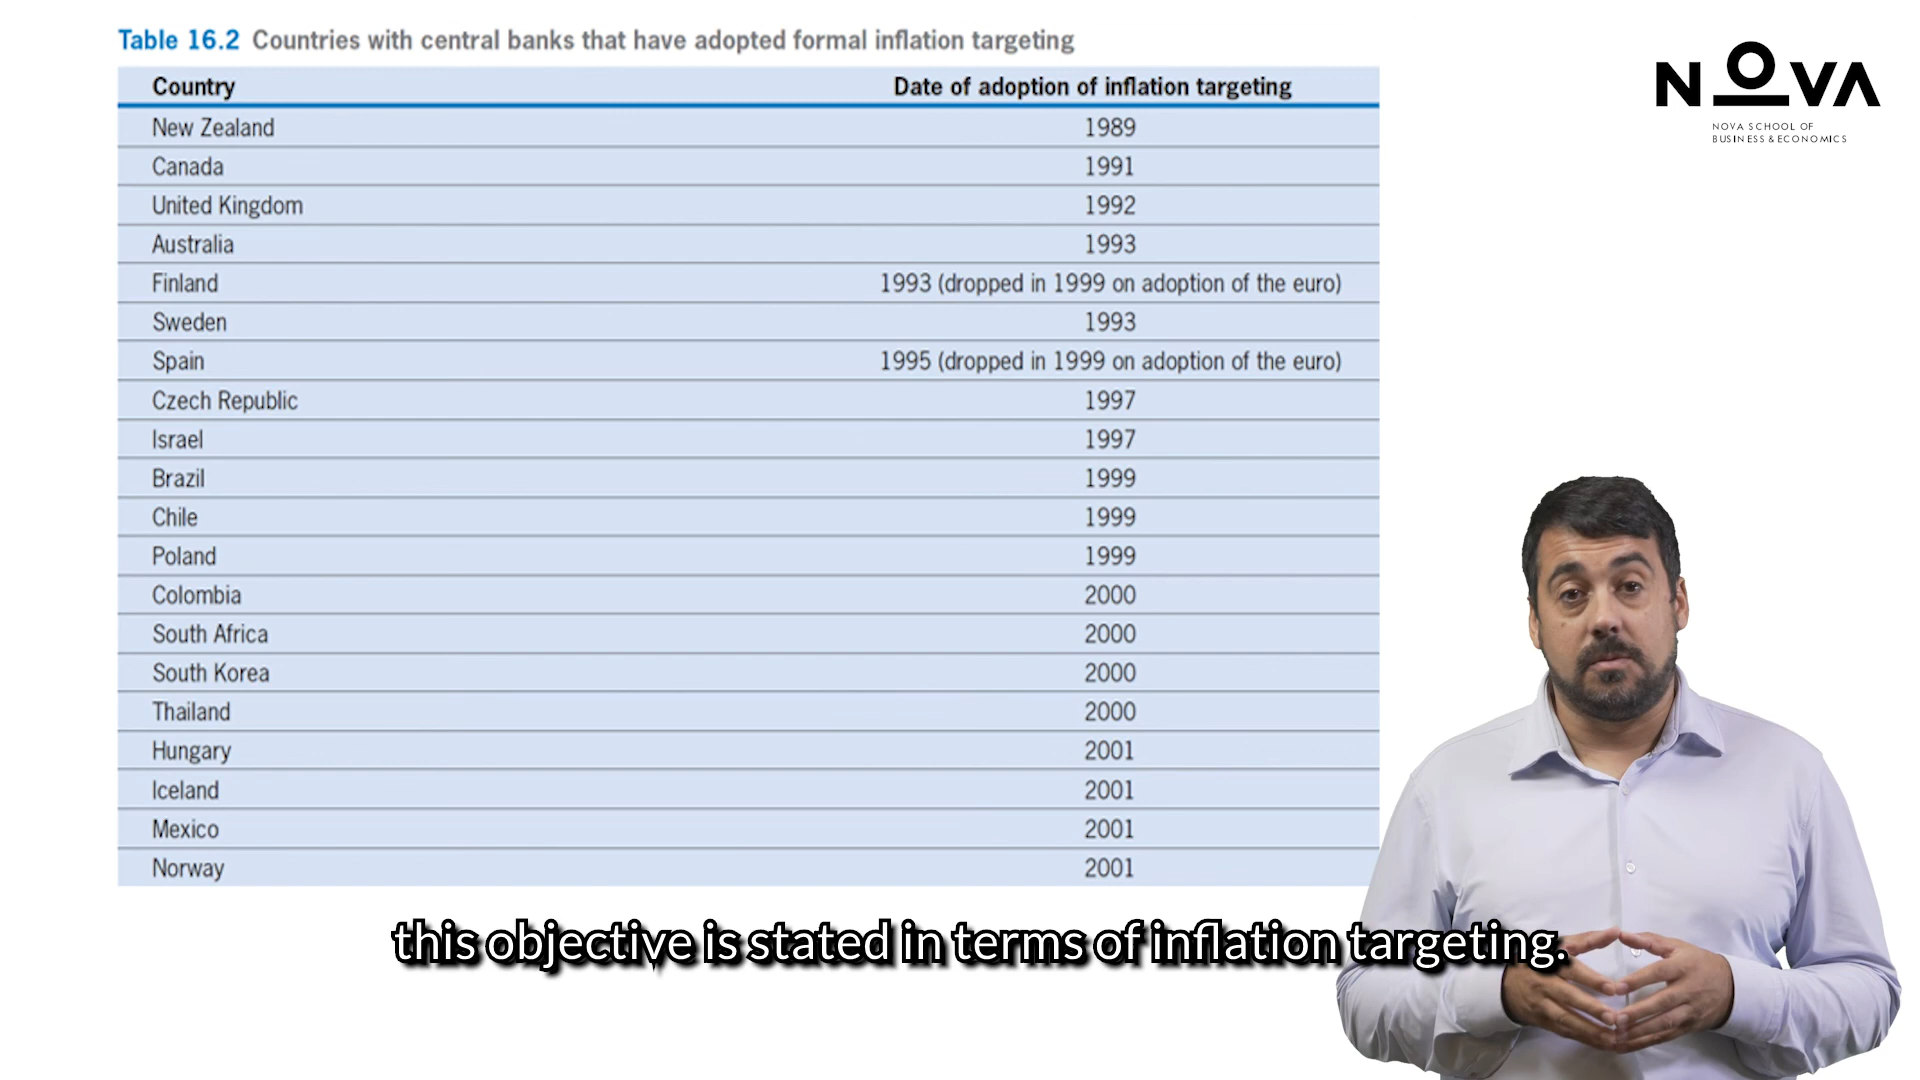 Table 16.2 Countries with central banks that have adopted formal inflation targeting
Country Date of adoption of inflation targeting
New Zealand 1989
Canada 1991
United Kingdom 1992
Australia 1993
Finland 1993 (dropped in 1999 on adoption of the euro)
Sweden 1993
Spain 1995 (dropped in 1999 on adoption of the euro)
Czech Republic 1997
Israel 1997
Brazil 1999
Chile 1999
Poland 1999
Colombia 2000
South Africa 2000
South Korea 2000
Thailand 2000
Hungary 2001
Iceland 2001
Mexico 2001
Norway 2001
NOVA
NOVA SCHOOL OF
BUSINESS & ECONOMICS
this objective is stated in terms of inflation targeting.